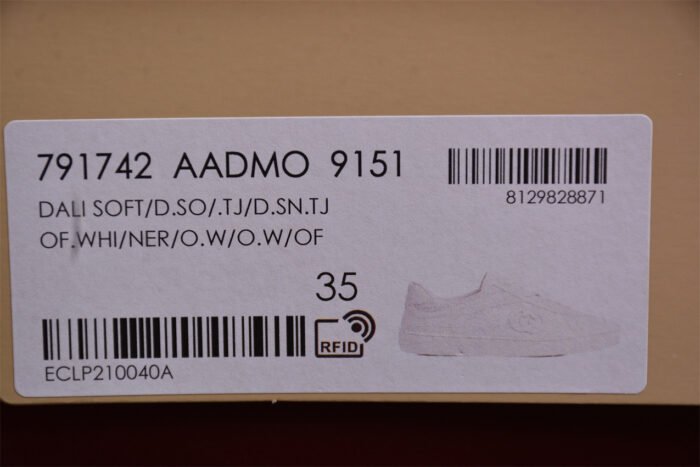 791742 AADMO 9151
8129828871
DALI SOFT/D.SO/.TJ/D.SN.TJ
OF.WHI/NER/O.W/O.W/OF
35
RFID
ECLP210040A